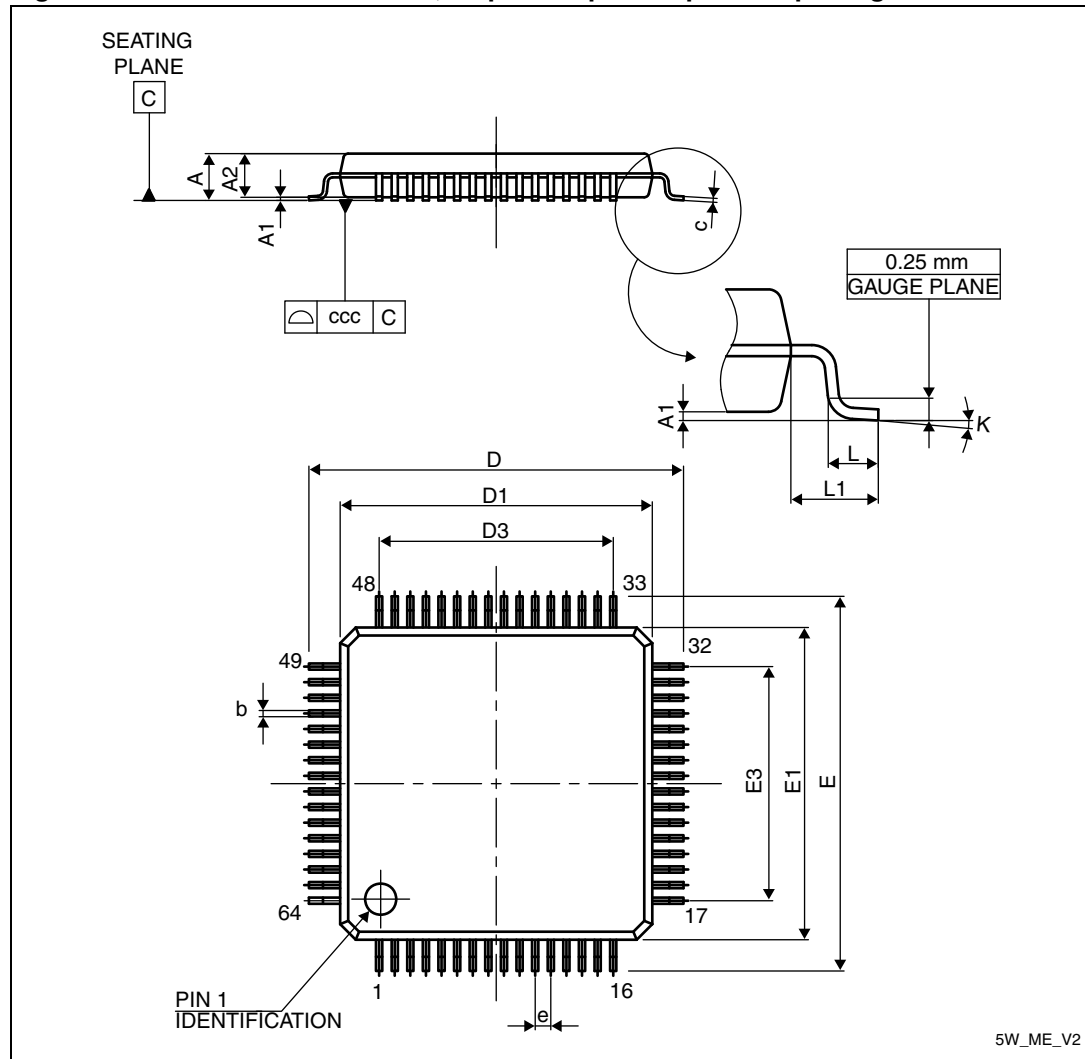 SEATING
PLANE
C
A
A2
A1
c
ccc C
0.25 mm
GAUGE PLANE
A1
K
L
L1
D
D1
D3
48
33
49
32
b
E3
E1
E
64
17
PIN 1
IDENTIFICATION
1
16
e
5W_ME_V2